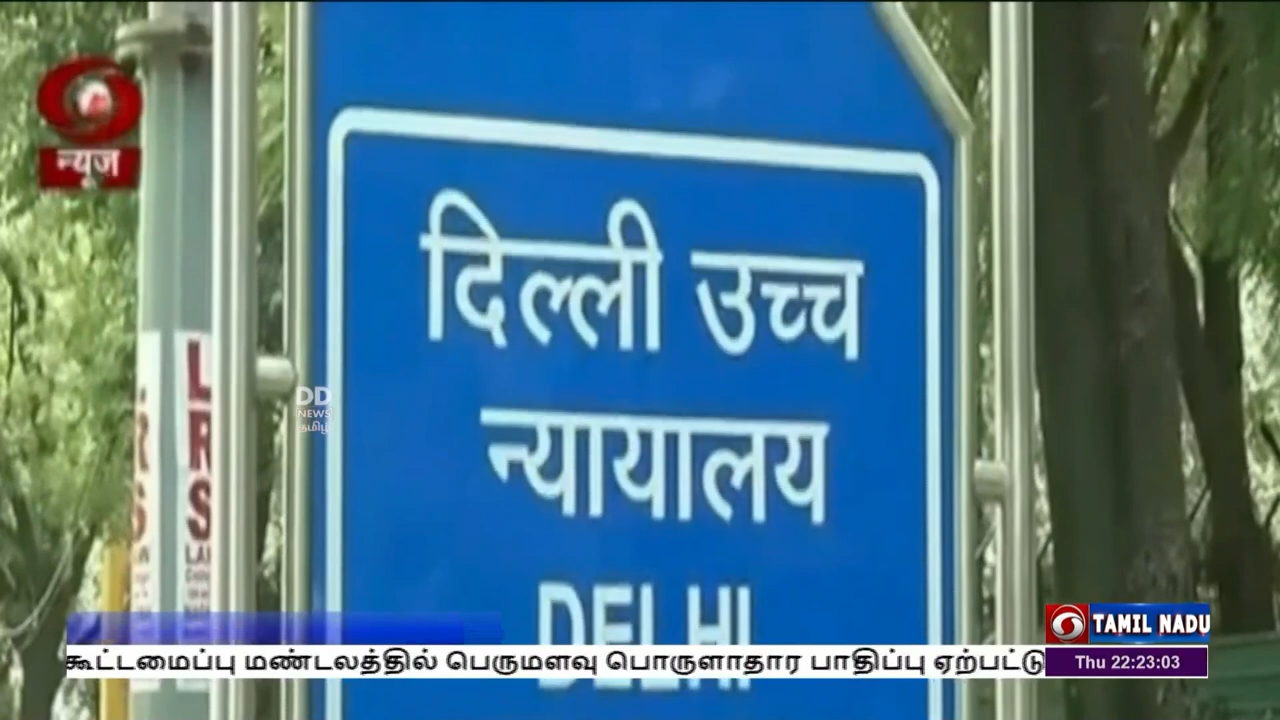 न्यूज
दिल्ली उच्च
न्यायालय
DELHI
L
R
S
DD
NEWS
தமிழ்
TAMIL NADU
கூட்டமைப்பு மண்டலத்தில் பெருமளவு பொருளாதார பாதிப்பு ஏற்பட்டு
Thu 22:23:03